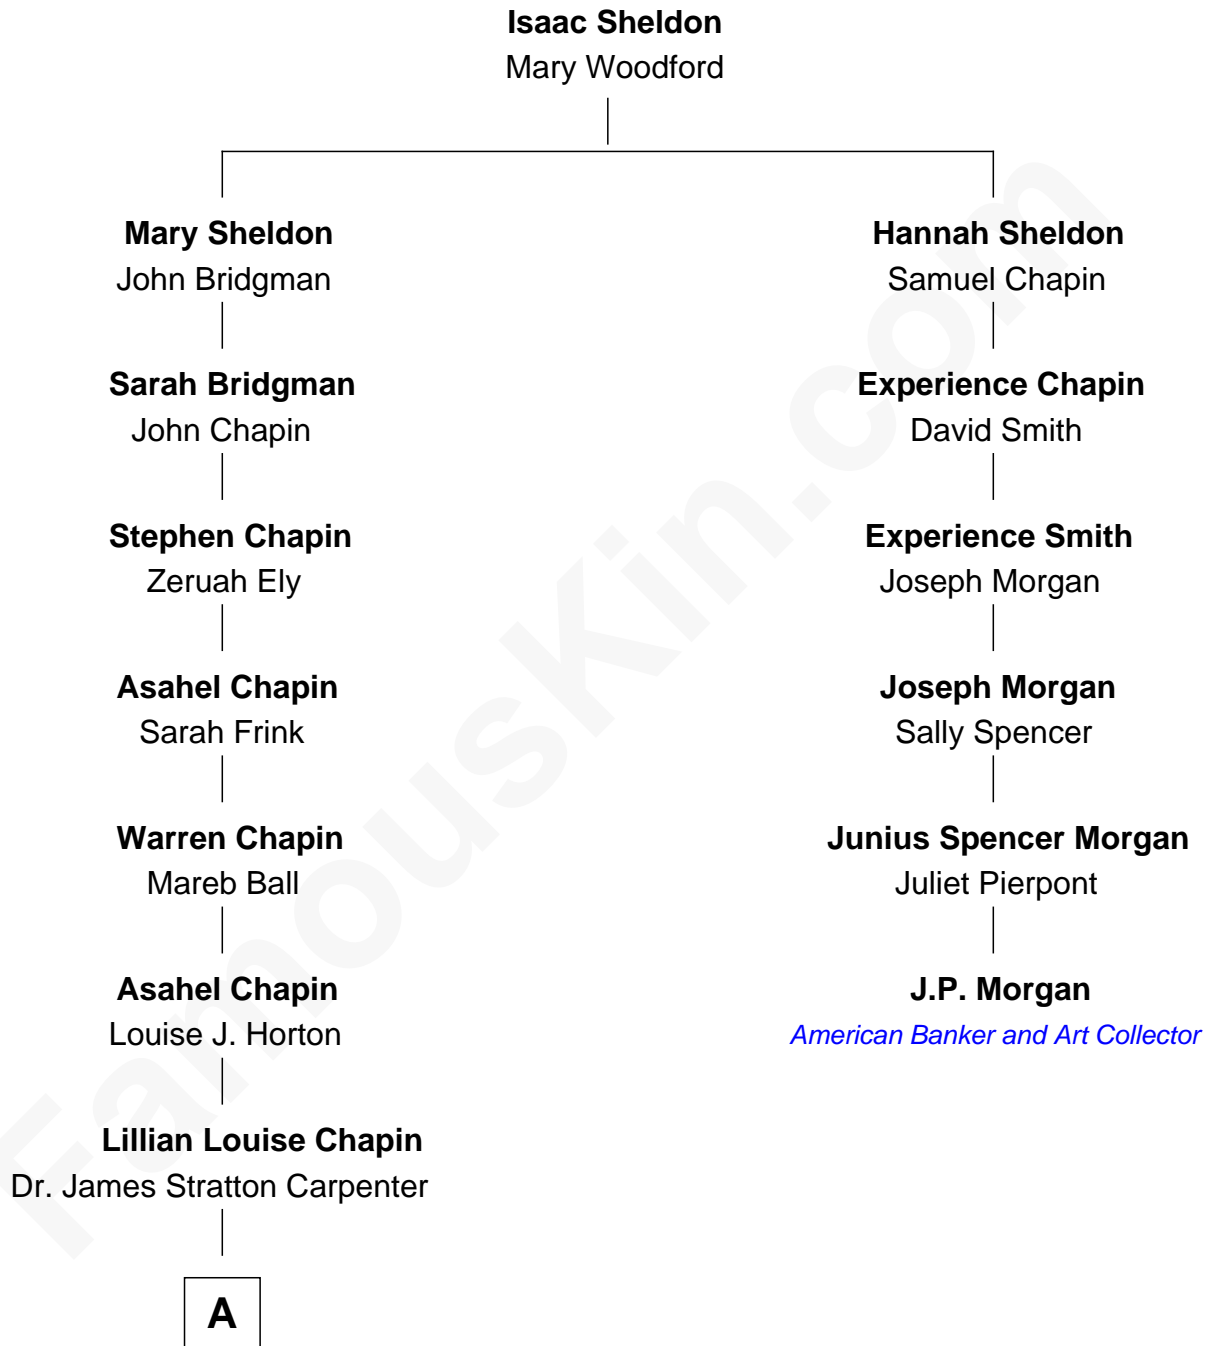 Isaac Sheldon
Mary Woodford
Mary Sheldon
John Bridgman
Hannah Sheldon
Samuel Chapin
Sarah Bridgman
John Chapin
Experience Chapin
David Smith
Stephen Chapin
Zeruah Ely
Experience Smith
Joseph Morgan
Asahel Chapin
Sarah Frink
Joseph Morgan
Sally Spencer
Warren Chapin
Mareb Ball
Junius Spencer Morgan
Juliet Pierpont
Asahel Chapin
Louise J. Horton
J.P. Morgan
American Banker and Art Collector
Lillian Louise Chapin
Dr. James Stratton Carpenter
A
FamousKin.com